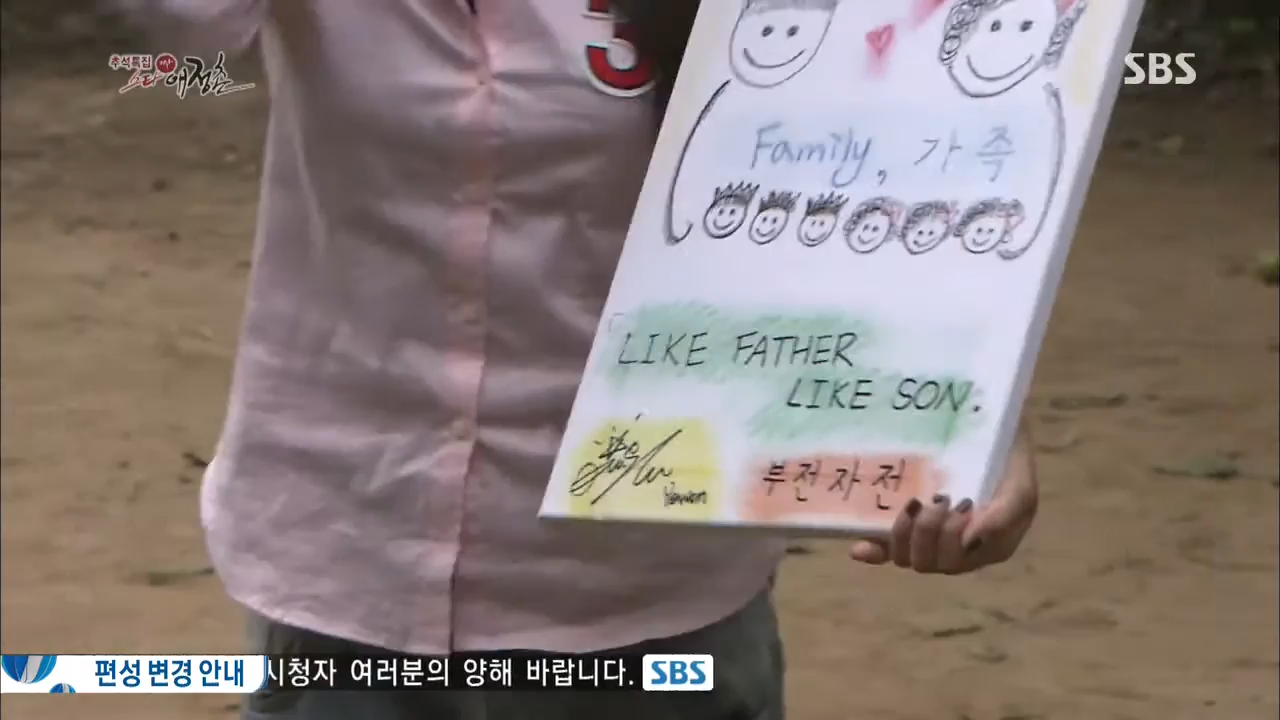 추석특집
스타 애정촌
SBS
3
Family, 가족
LIKE FATHER
LIKE SON.
부전자전
편성 변경 안내
시청자 여러분의 양해 바랍니다.
SBS